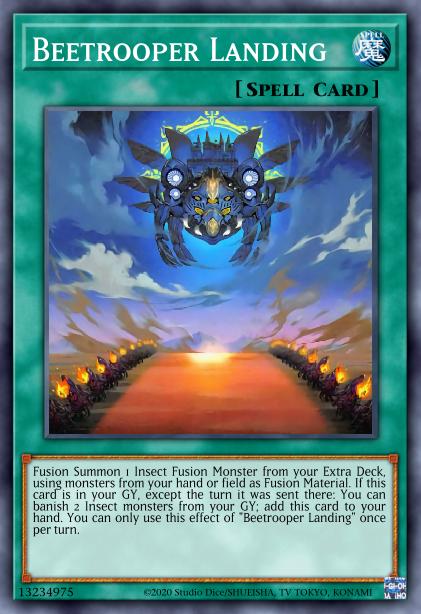 Beetrooper Landing
SPELL
魔
[ Spell Card ]
Fusion Summon 1 Insect Fusion Monster from your Extra Deck,
using monsters from your hand or field as Fusion Material. If this
card is in your GY, except the turn it was sent there: You can
banish 2 Insect monsters from your GY; add this card to your
hand. You can only use this effect of "Beetrooper Landing" once
per turn.
13234975
©2020 Studio Dice/SHUEISHA, TV TOKYO, KONAMI